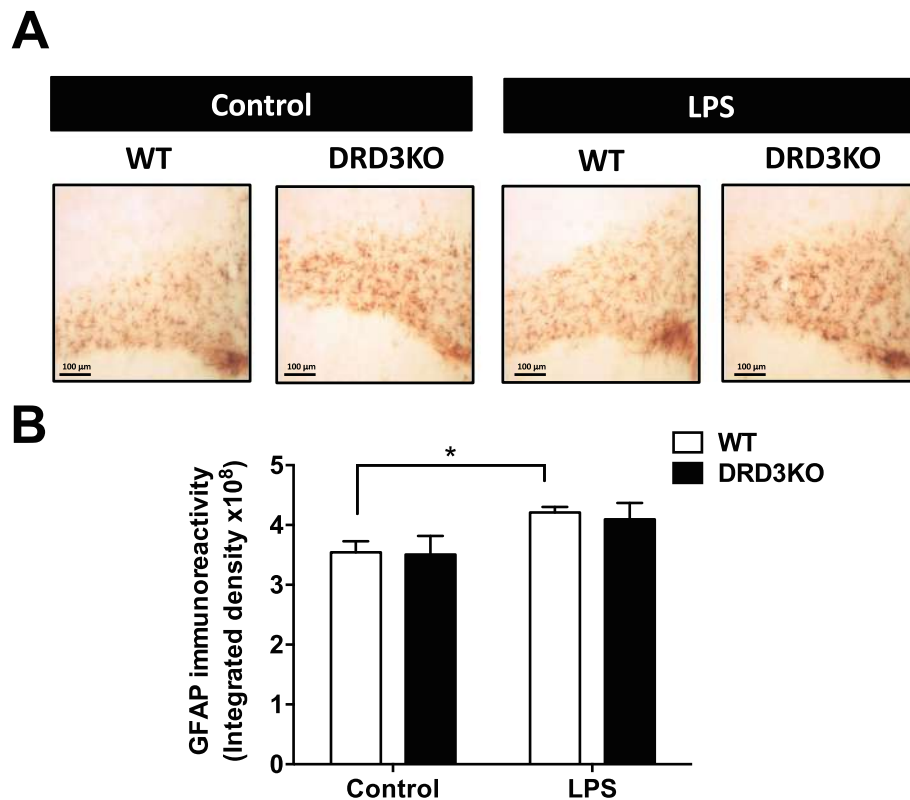 A
Control LPS
WT DRD3KO WT DRD3KO
100 µm 100 µm 100 µm 100 µm
B
WT
DRD3KO
GFAP immunoreactivity
(Integrated density x10⁸)
*
5
4
3
2
1
0
Control LPS